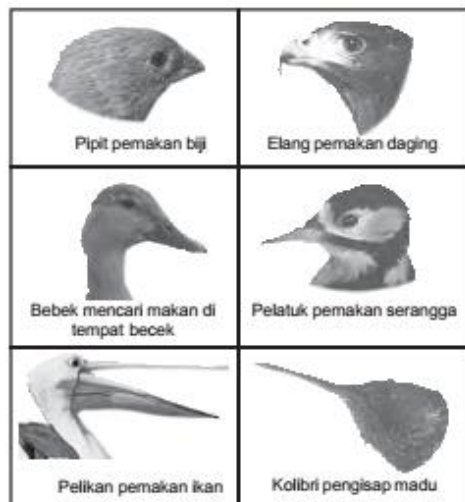 Pipit pemakan biji
Elang pemakan daging
Bebek mencari makan di
tempat becek
Pelatuk pemakan serangga
Pelikan pemakan ikan
Kolibri pengisap madu